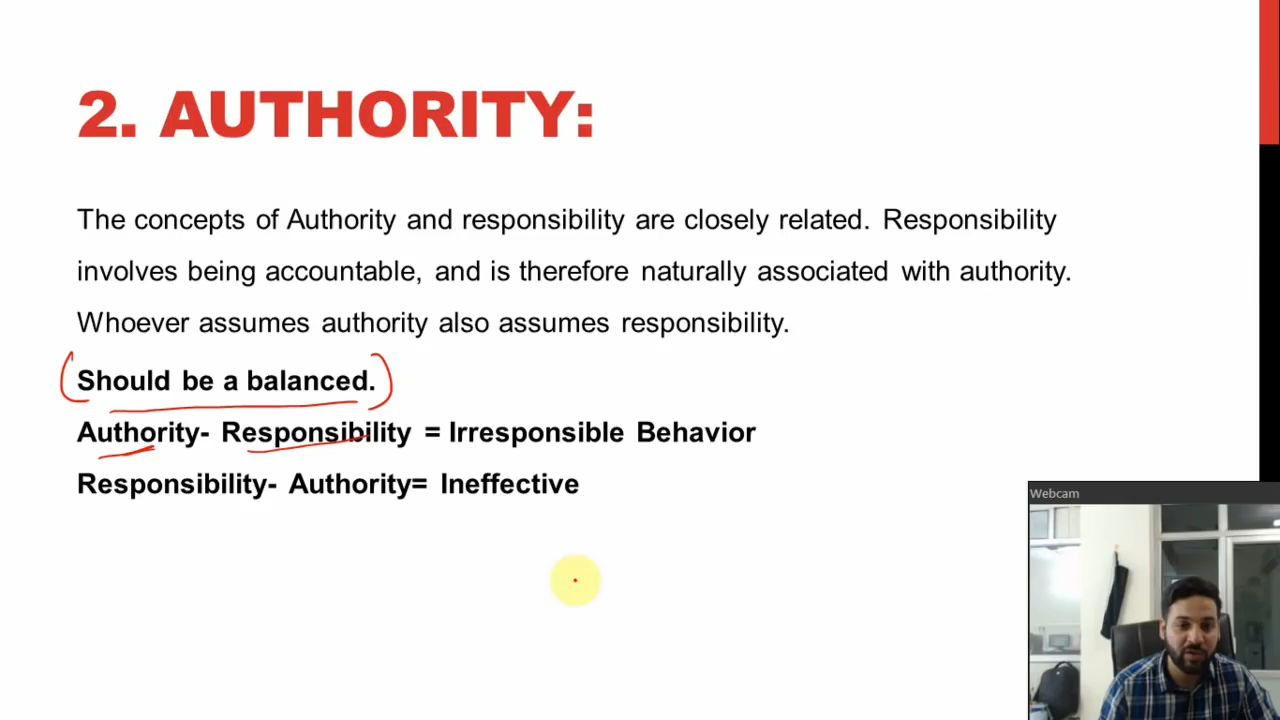 2. AUTHORITY:
The concepts of Authority and responsibility are closely related. Responsibility
involves being accountable, and is therefore naturally associated with authority.
Whoever assumes authority also assumes responsibility.
Should be a balanced.
Authority- Responsibility = Irresponsible Behavior
Responsibility- Authority= Ineffective
Webcam